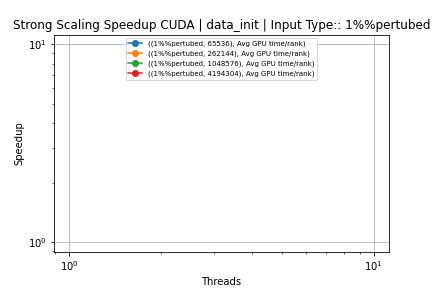 Strong Scaling Speedup CUDA | data_init | Input Type:: 1%%pertubed
((1%%pertubed, 65536), Avg GPU time/rank)
((1%%pertubed, 262144), Avg GPU time/rank)
((1%%pertubed, 1048576), Avg GPU time/rank)
((1%%pertubed, 4194304), Avg GPU time/rank)
10¹
Speedup
10⁰
10⁰ 10¹
Threads